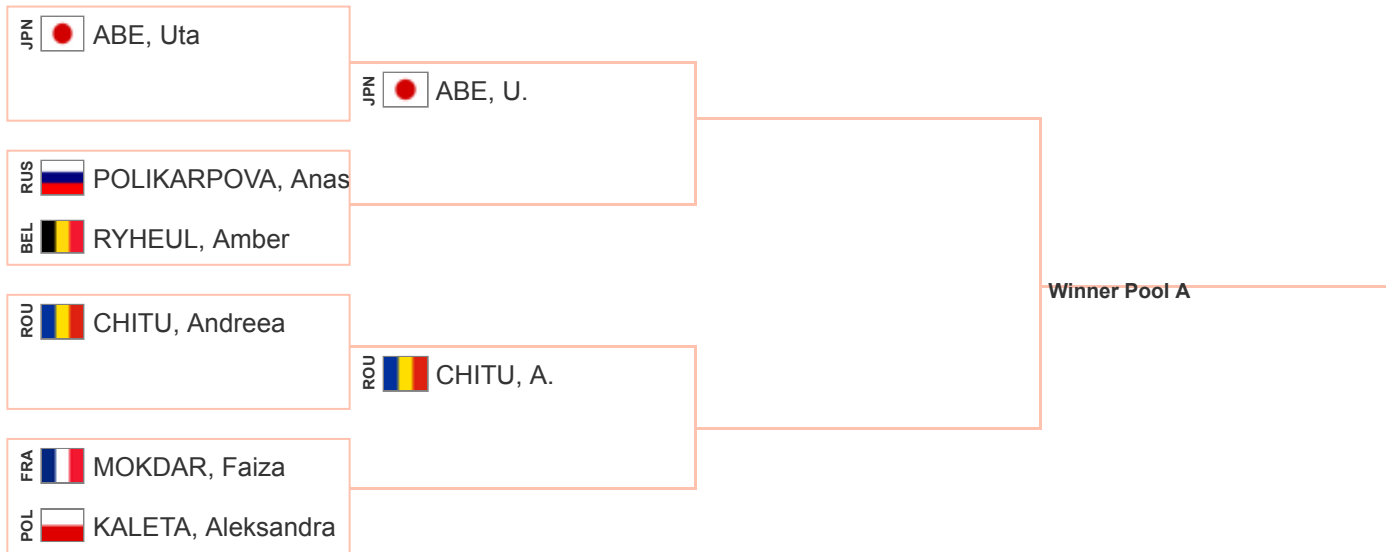 JPN ABE, Uta
JPN ABE, U.
RUS POLIKARPOVA, Anas
BEL RYHEUL, Amber
ROU CHITU, Andreea
Winner Pool A
ROU CHITU, A.
FRA MOKDAR, Faiza
POL KALETA, Aleksandra